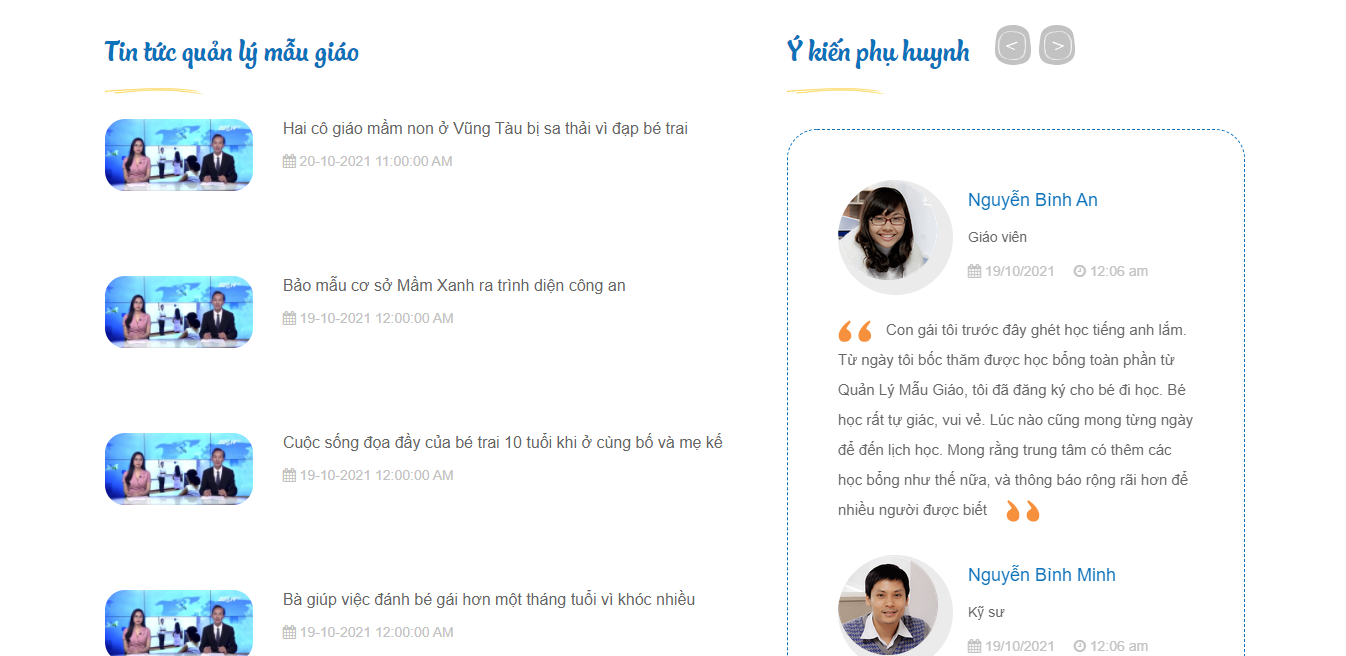 Tin tức quản lý mẫu giáo
Hai cô giáo mầm non ở Vũng Tàu bị sa thải vì đạp bé trai
20-10-2021 11:00:00 AM
Bảo mẫu cơ sở Mầm Xanh ra trình diện công an
19-10-2021 12:00:00 AM
Cuộc sống đọa đầy của bé trai 10 tuổi khi ở cùng bố và mẹ kế
19-10-2021 12:00:00 AM
Bà giúp việc đánh bé gái hơn một tháng tuổi vì khóc nhiều
19-10-2021 12:00:00 AM
Ý kiến phụ huynh
< >
Nguyễn Bình An
Giáo viên
19/10/2021 12:06 am
Con gái tôi trước đây ghét học tiếng anh lắm.
Từ ngày tôi bốc thăm được học bổng toàn phần từ
Quản Lý Mẫu Giáo, tôi đã đăng ký cho bé đi học. Bé
học rất tự giác, vui vẻ. Lúc nào cũng mong từng ngày
để đến lịch học. Mong rằng trung tâm có thêm các
học bổng như thế nữa, và thông báo rộng rãi hơn để
nhiều người được biết
Nguyễn Bình Minh
Kỹ sư
19/10/2021 12:06 am